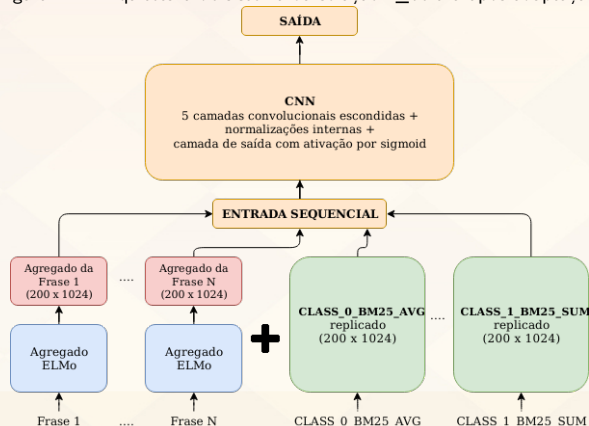 SAÍDA
CNN
5 camadas convolucionais escondidas +
normalizações internas +
camada de saída com ativação por sigmoid
ENTRADA SEQUENCIAL
Agregado da
Frase 1
(200 x 1024)
....
Agregado da
Frase N
(200 x 1024)
CLASS_0_BM25_AVG
replicado
(200 x 1024)
....
CLASS_1_BM25_SUM
replicado
(200 x 1024)
Agregado
ELMo
Agregado
ELMo
+
Frase 1
....
Frase N
CLASS_0_BM25_AVG
CLASS_1_BM25_SUM